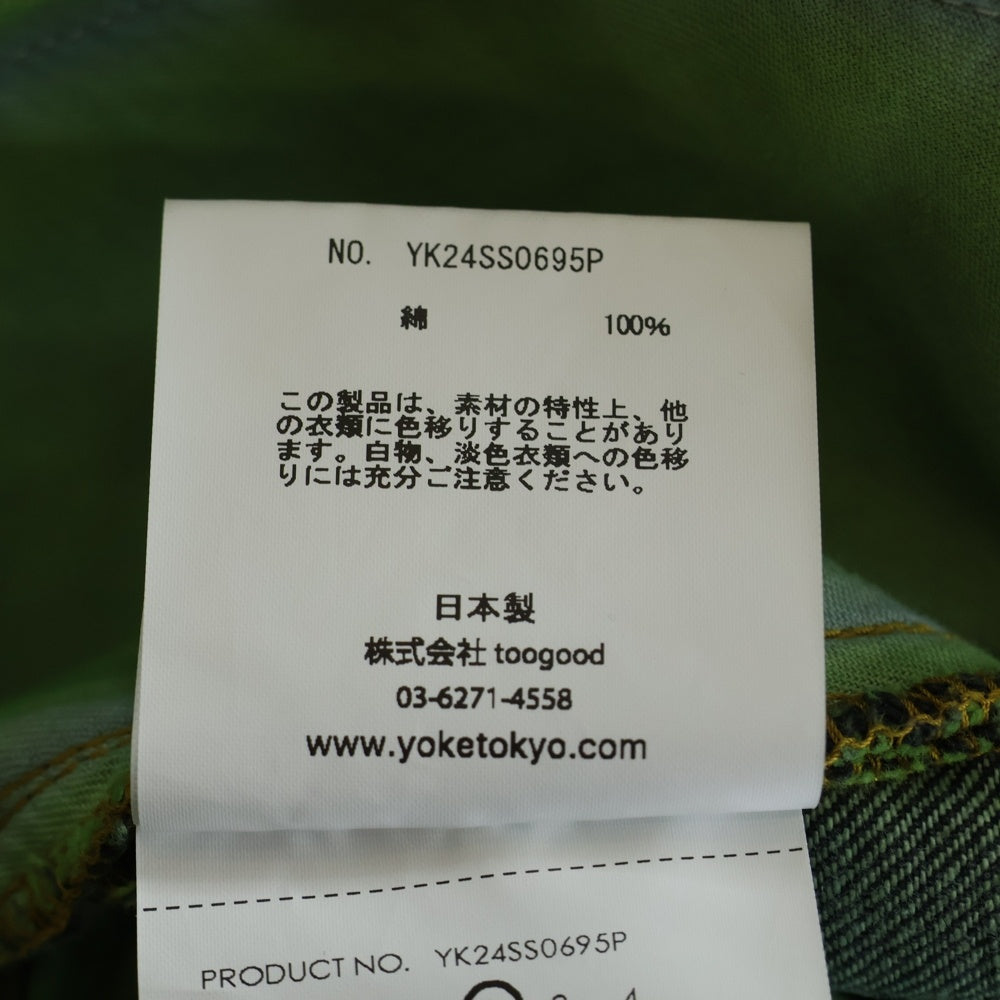 NO. YK24SS0695P
綿 100%
この製品は、素材の特性上、他
の衣類に色移りすることがあり
ます。白物、淡色衣類への色移
りには充分ご注意ください。
日本製
株式会社 toogood
03-6271-4558
www.yoketokyo.com
PRODUCT NO. YK24SS0695P